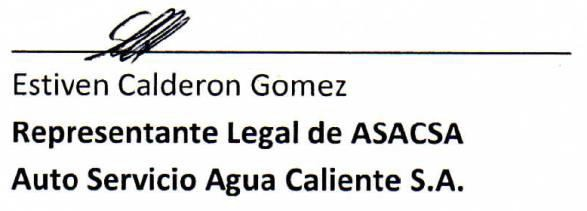 Estiven Calderon Gomez
Representante Legal de ASACSA
Auto Servicio Agua Caliente S.A.